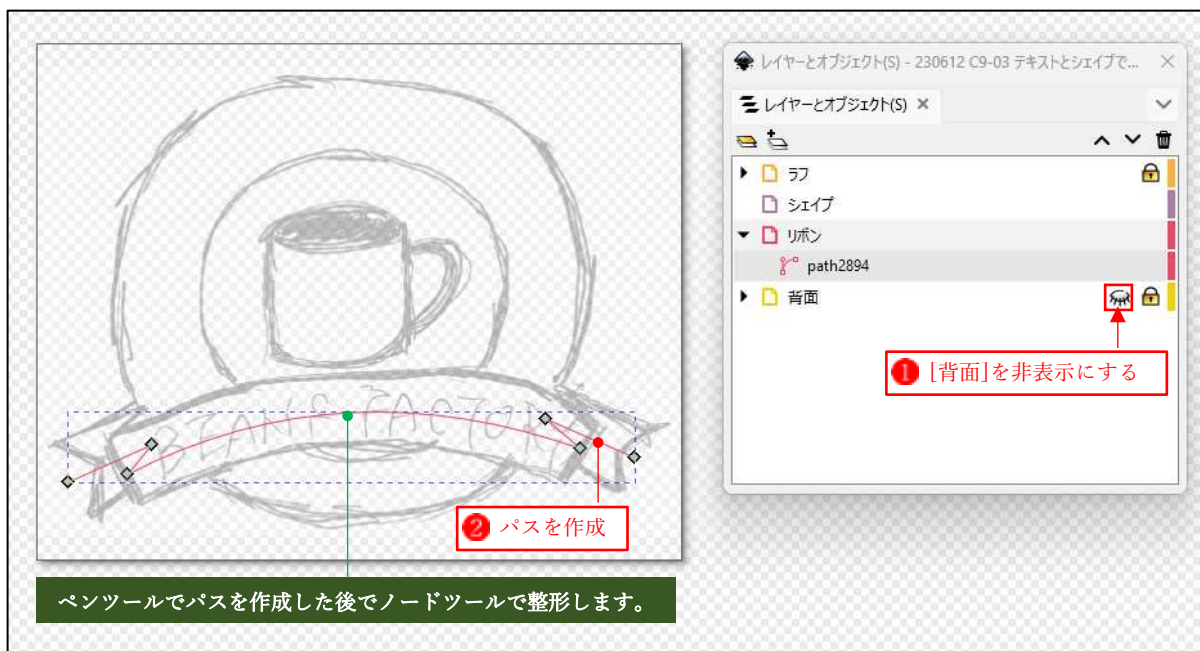 レイヤーとオブジェクト(S) - 230612 C9-03 テキストとシェイプで...
レイヤーとオブジェクト(S)
ラフ
シェイプ
リボン
path2894
背面
1 [背面]を非表示にする
BEANS FACTORY
2 パスを作成
ペンツールでパスを作成した後でノードツールで整形します。